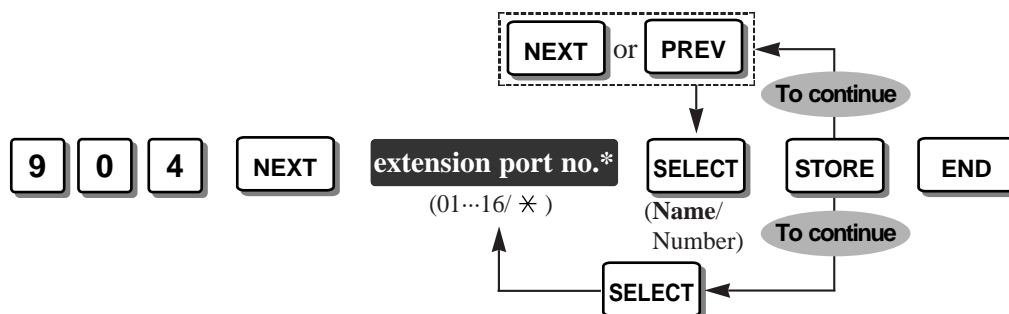 NEXT or PREV
To continue
9 0 4 NEXT extension port no.* SELECT STORE END
(01···16/ ✳ ) (Name/
Number)
To continue
SELECT